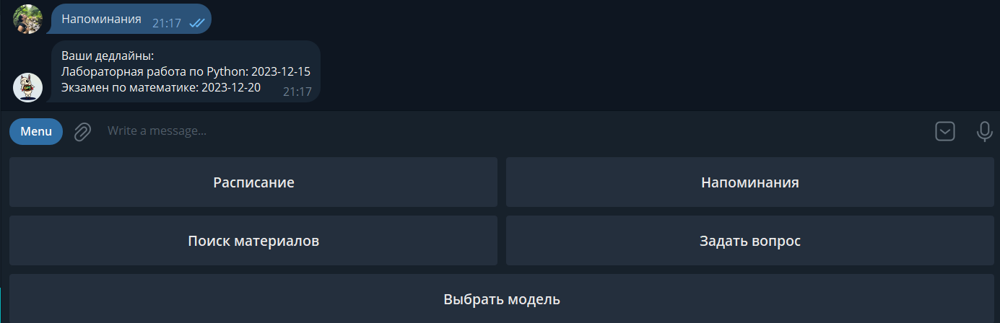 Напоминания 21:17
Ваши дедлайны:
Лабораторная работа по Python: 2023-12-15
Экзамен по математике: 2023-12-20 21:17
Menu Write a message...
Расписание Напоминания
Поиск материалов Задать вопрос
Выбрать модель